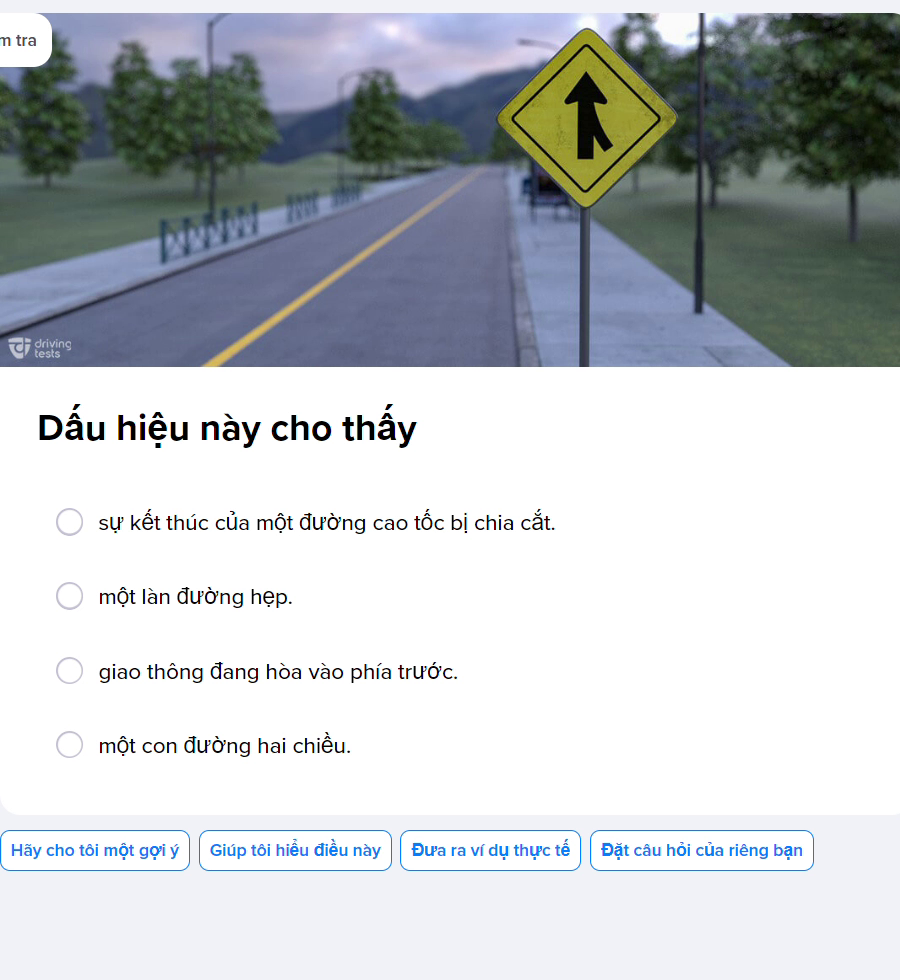 m tra
driving
tests
Dấu hiệu này cho thấy
sự kết thúc của một đường cao tốc bị chia cắt.
một làn đường hẹp.
giao thông đang hòa vào phía trước.
một con đường hai chiều.
Hãy cho tôi một gợi ý
Giúp tôi hiểu điều này
Đưa ra ví dụ thực tế
Đặt câu hỏi của riêng bạn